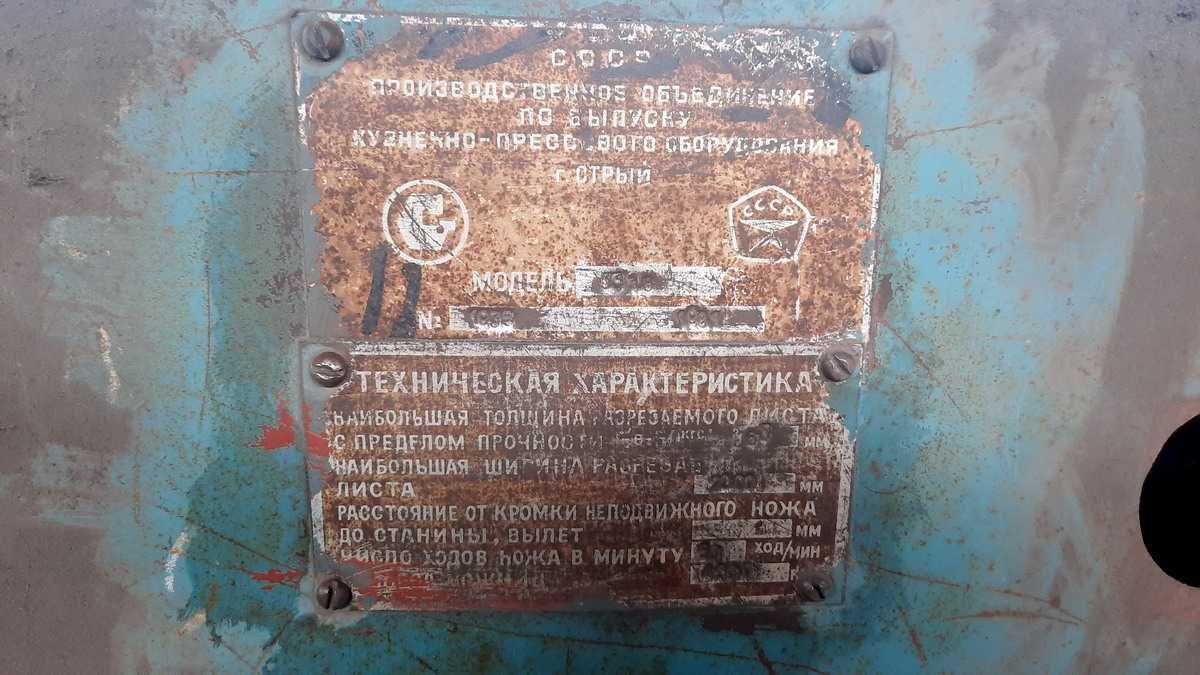 СССР
ПРОИЗВОДСТВЕННОЕ ОБЪЕДИНЕНИЕ
ПО ВЫПУСКУ
КУЗНЕЧНО-ПРЕССОВОГО ОБОРУДОВАНИЯ
г. СТРЫЙ
СССР
МОДЕЛЬ
№
ТЕХНИЧЕСКАЯ ХАРАКТЕРИСТИКА
НАИБОЛЬШАЯ ТОЛЩИНА РАЗРЕЗАЕМОГО ЛИСТА
С ПРЕДЕЛОМ ПРОЧНОСТИ мм
НАИБОЛЬШАЯ ШИРИНА РАЗРЕЗАЕ
ЛИСТА мм
РАССТОЯНИЕ ОТ КРОМКИ НЕПОДВИЖНОГО НОЖА
ДО СТАНИНЫ, ВЫЛЕТ мм
ЧИСЛО ХОДОВ НОЖА В МИНУТУ ХОД/МИН